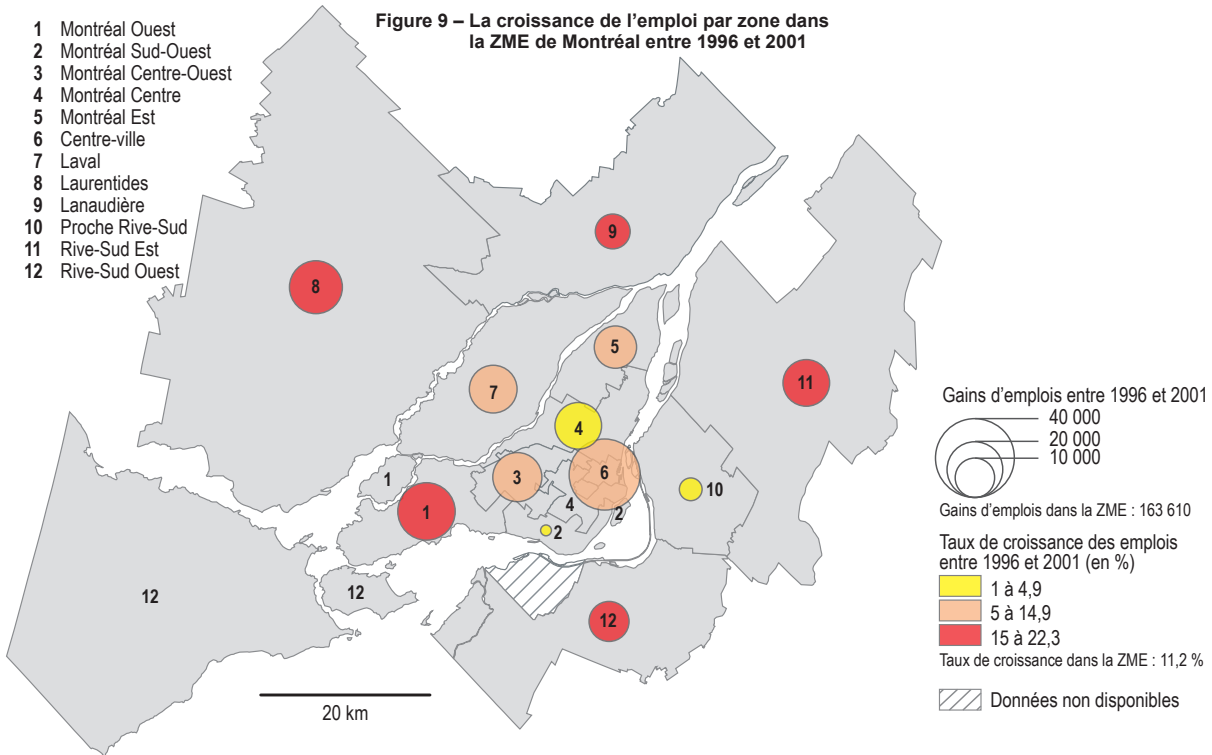 Figure 9 – La croissance de l’emploi par zone dans
la ZME de Montréal entre 1996 et 2001
1 Montréal Ouest
2 Montréal Sud-Ouest
3 Montréal Centre-Ouest
4 Montréal Centre
5 Montréal Est
6 Centre-ville
7 Laval
8 Laurentides
9 Lanaudière
10 Proche Rive-Sud
11 Rive-Sud Est
12 Rive-Sud Ouest
9
8
5
11
7
4
6
3
1
10
4
2
1
2
12
12
12
20 km
Gains d’emplois entre 1996 et 2001
40 000
20 000
10 000
Gains d’emplois dans la ZME : 163 610
Taux de croissance des emplois
entre 1996 et 2001 (en %)
1 à 4,9
5 à 14,9
15 à 22,3
Taux de croissance dans la ZME : 11,2 %
Données non disponibles